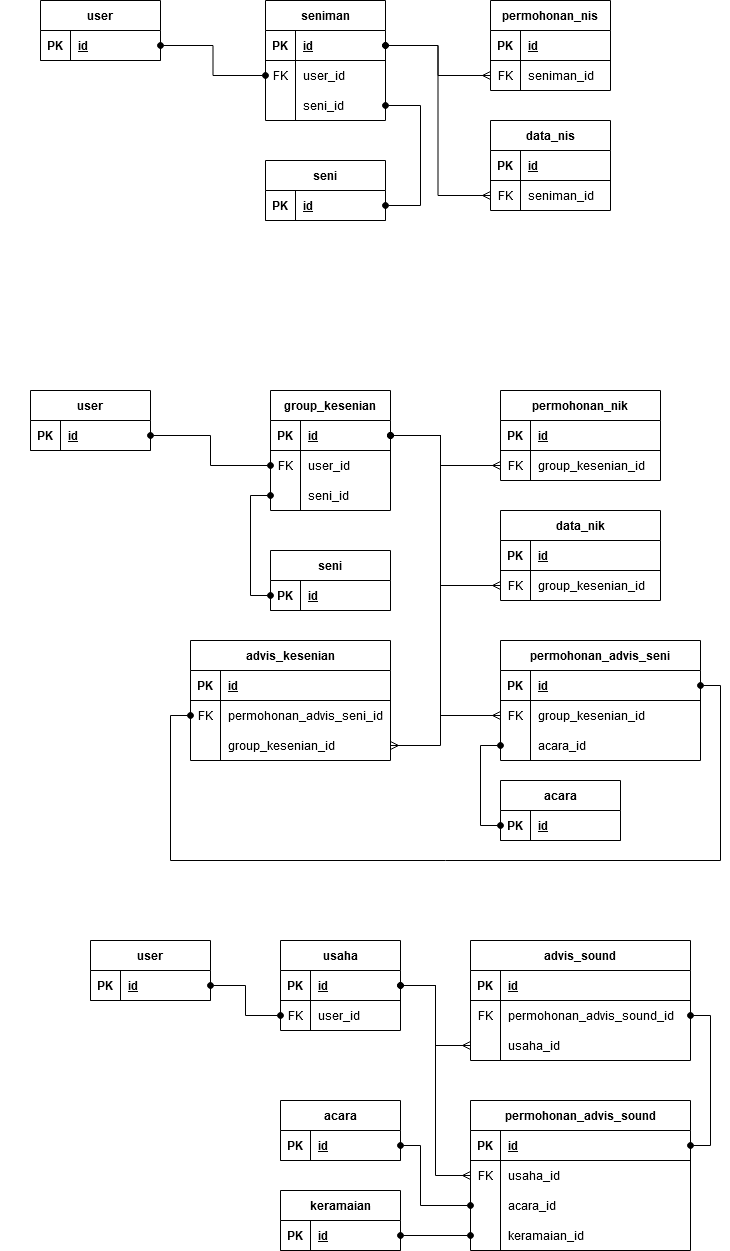 user
PK id
seniman
PK id
FK user_id
seni_id
permohonan_nis
PK id
FK seniman_id
data_nis
PK id
FK seniman_id
seni
PK id
user
PK id
group_kesenian
PK id
FK user_id
seni_id
permohonan_nik
PK id
FK group_kesenian_id
data_nik
PK id
FK group_kesenian_id
seni
PK id
advis_kesenian
PK id
FK permohonan_advis_seni_id
group_kesenian_id
permohonan_advis_seni
PK id
FK group_kesenian_id
acara_id
acara
PK id
user
PK id
usaha
PK id
FK user_id
advis_sound
PK id
FK permohonan_advis_sound_id
usaha_id
acara
PK id
permohonan_advis_sound
PK id
FK usaha_id
acara_id
keramaian_id
keramaian
PK id